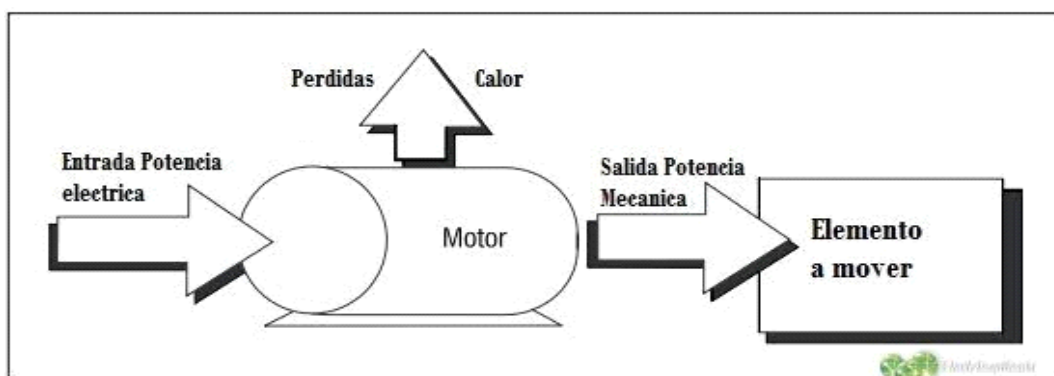 Perdidas
Calor
Entrada Potencia
electrica
Motor
Salida Potencia
Mecanica
Elemento
a mover